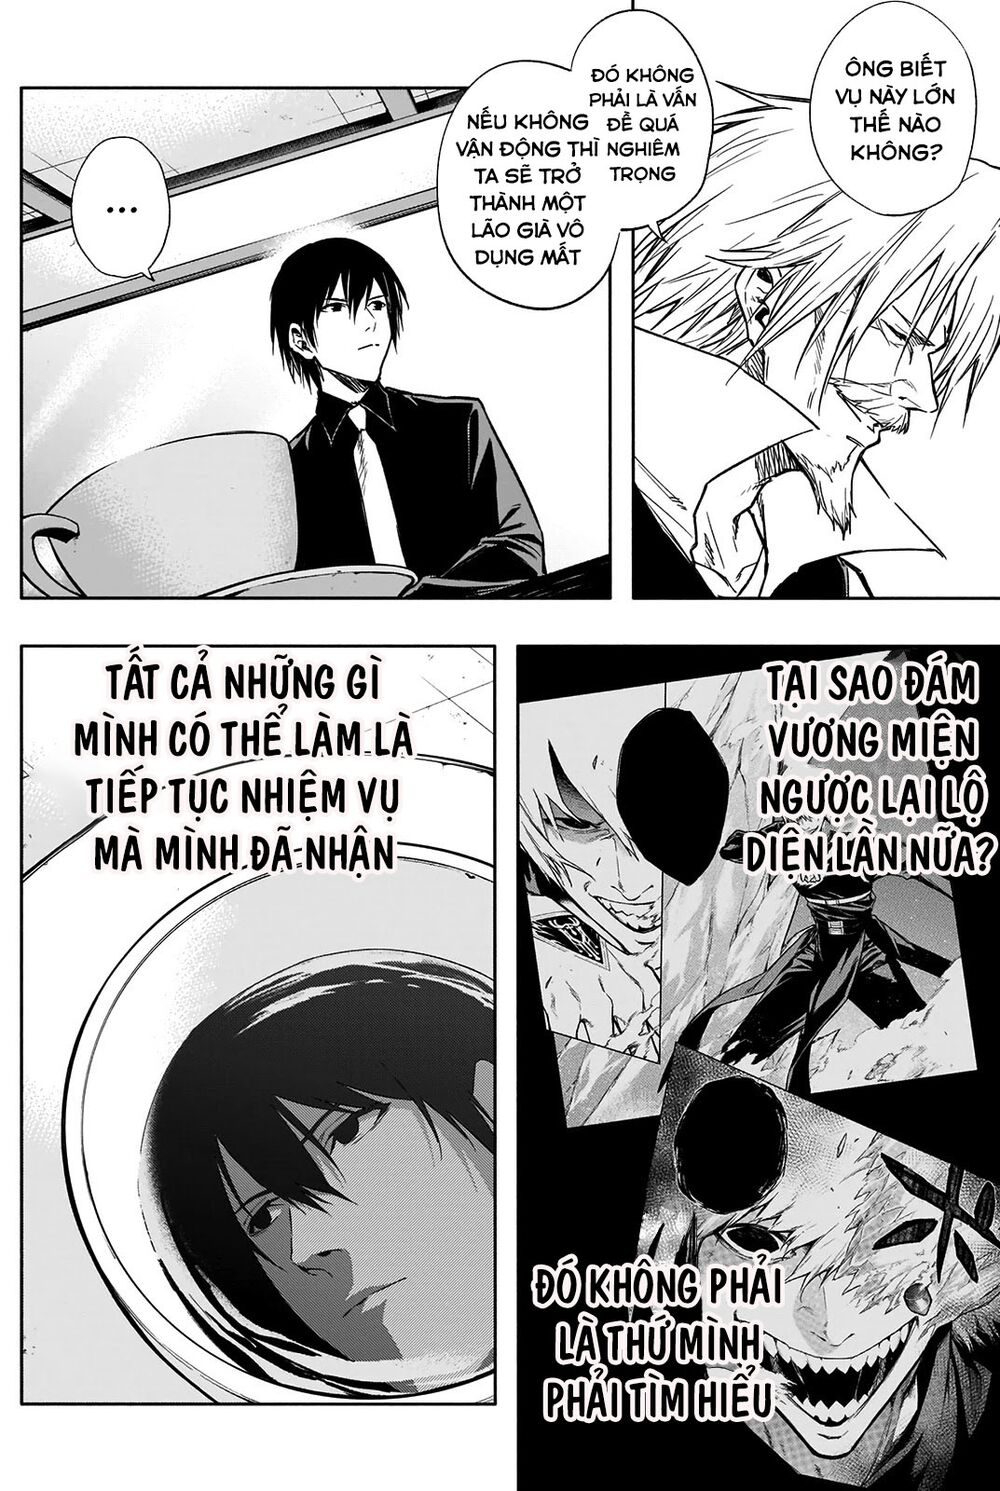 ÔNG BIẾT
VỤ NÀY LỚN
THẾ NÀO
KHÔNG?
ĐÓ KHÔNG
PHẢI LÀ VẤN
ĐỀ QUÁ
NGHIÊM
TRỌNG
NẾU KHÔNG
VẬN ĐỘNG THÌ
TA SẼ TRỞ
THÀNH MỘT
LÃO GIÀ VÔ
DỤNG MẤT
...
TẠI SAO ĐÁM
VƯƠNG MIỆN
NGƯỢC LẠI LỘ
DIỆN LẦN NỮA?
ĐÓ KHÔNG PHẢI
LÀ THỨ MÌNH
PHẢI TÌM HIỂU
TẤT CẢ NHỮNG GÌ
MÌNH CÓ THỂ LÀM LÀ
TIẾP TỤC NHIỆM VỤ
MÀ MÌNH ĐÃ NHẬN